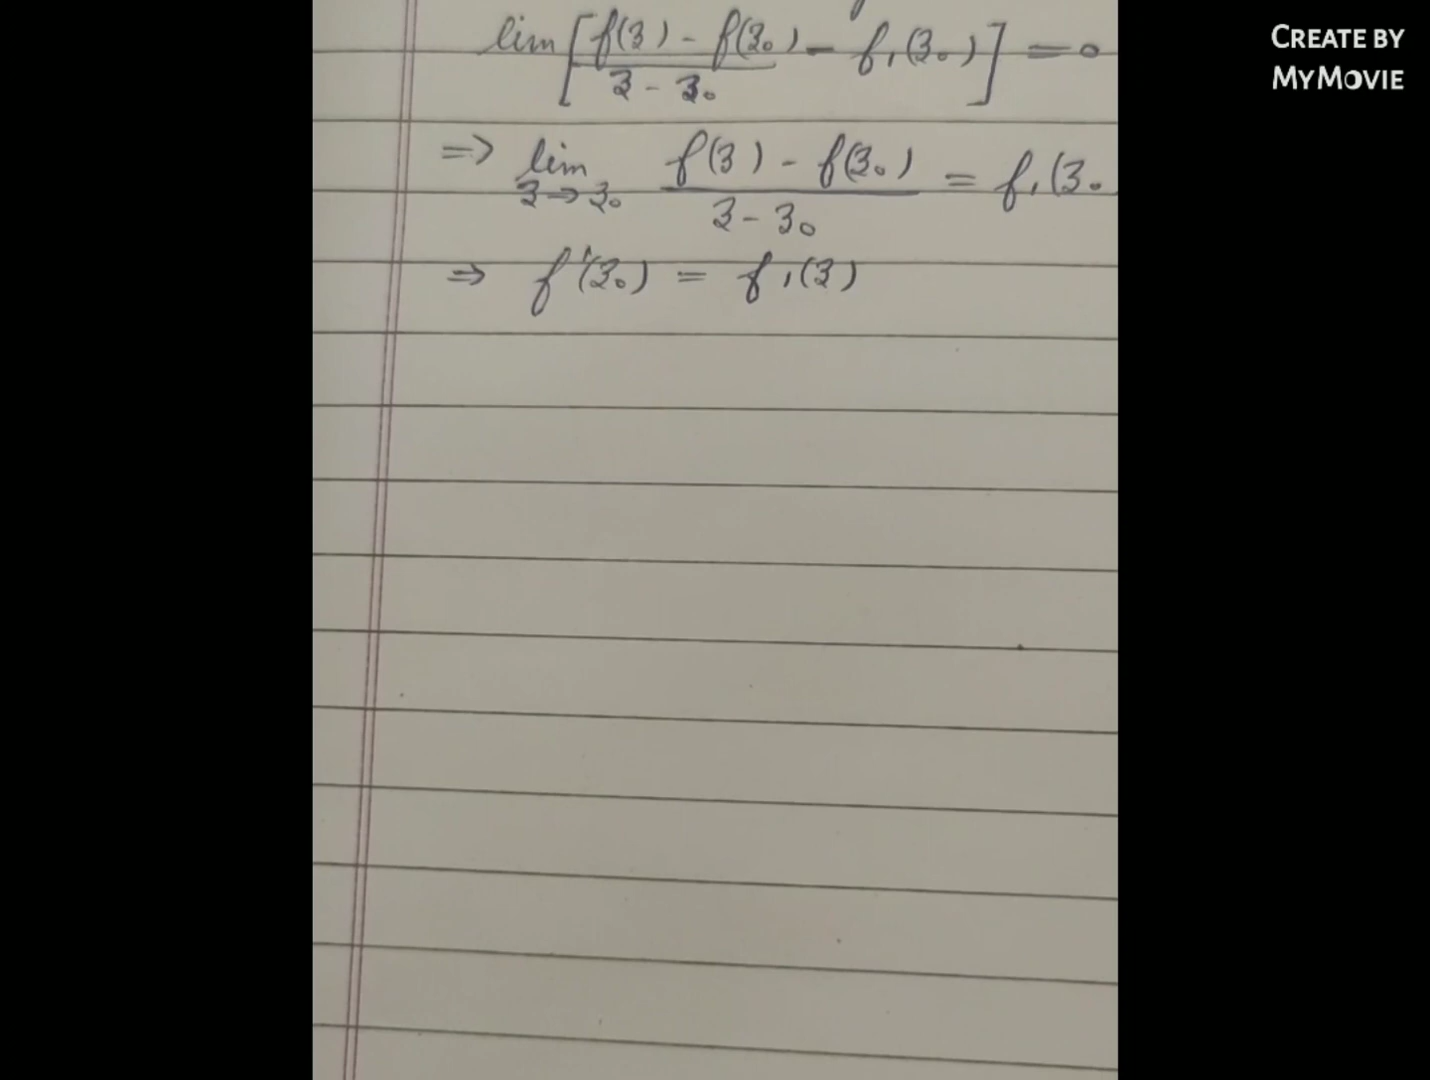 lim [ f(z) - f(z₀) / z - z₀ - f₁(z₀) ] = 0
⇒ lim z→z₀ f(z) - f(z₀) / z - z₀ = f₁(z₀
⇒ f'(z₀) = f₁(z)
CREATE BY
MYMOVIE